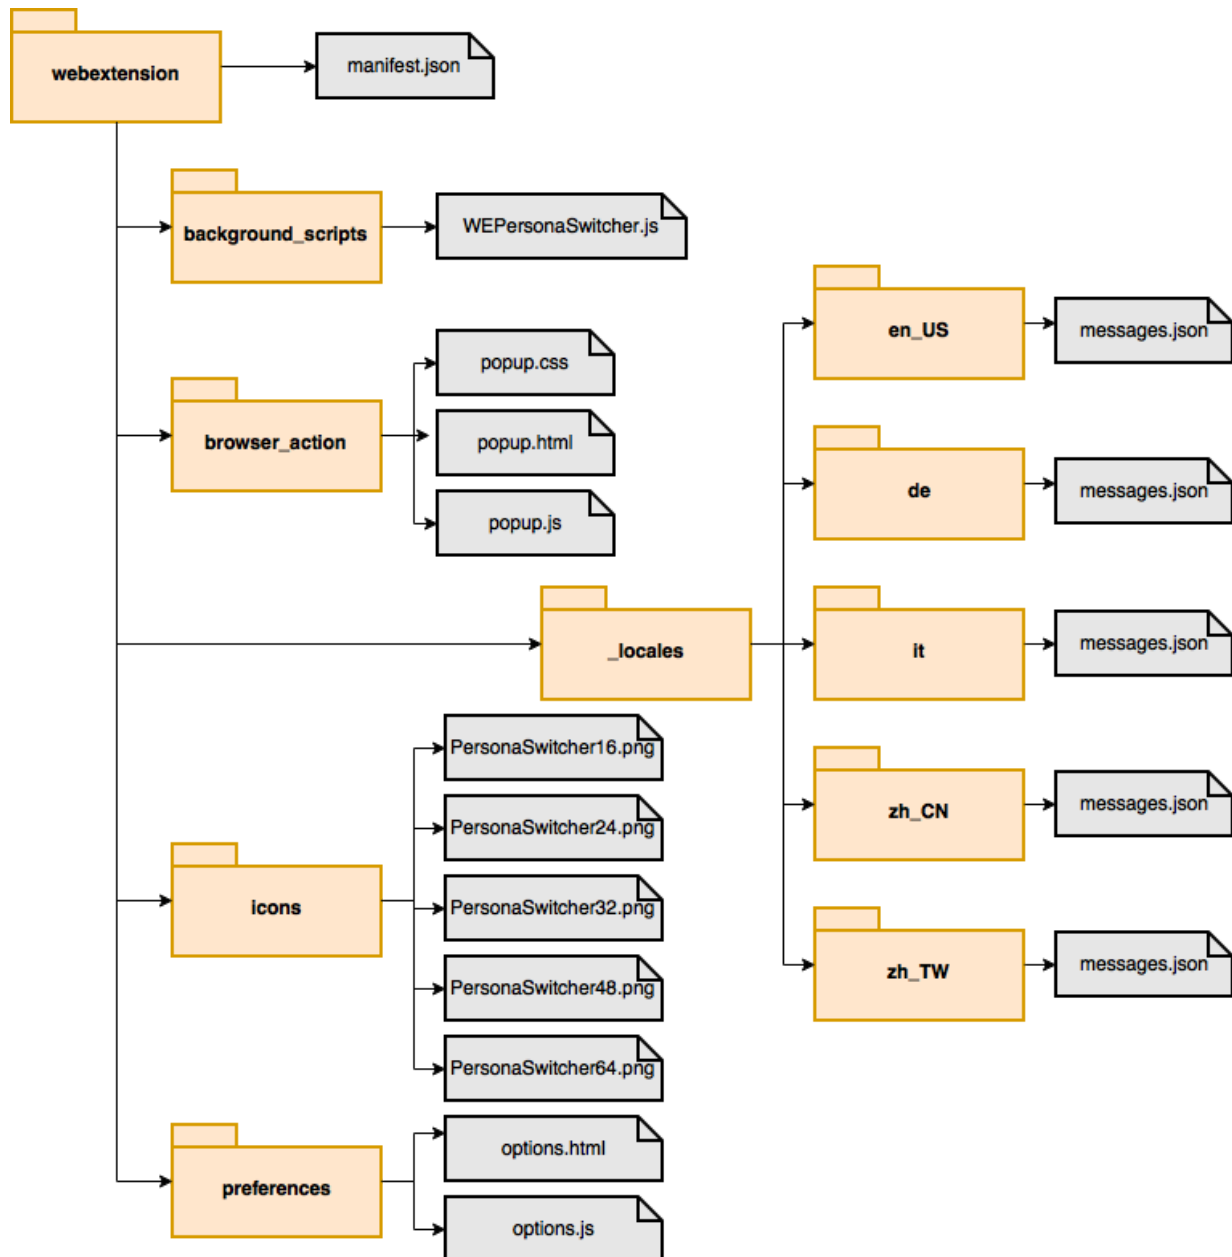 webextension
manifest.json
background_scripts
WEPersonaSwitcher.js
browser_action
popup.css
popup.html
popup.js
_locales
en_US
messages.json
de
messages.json
it
messages.json
zh_CN
messages.json
zh_TW
messages.json
icons
PersonaSwitcher16.png
PersonaSwitcher24.png
PersonaSwitcher32.png
PersonaSwitcher48.png
PersonaSwitcher64.png
preferences
options.html
options.js